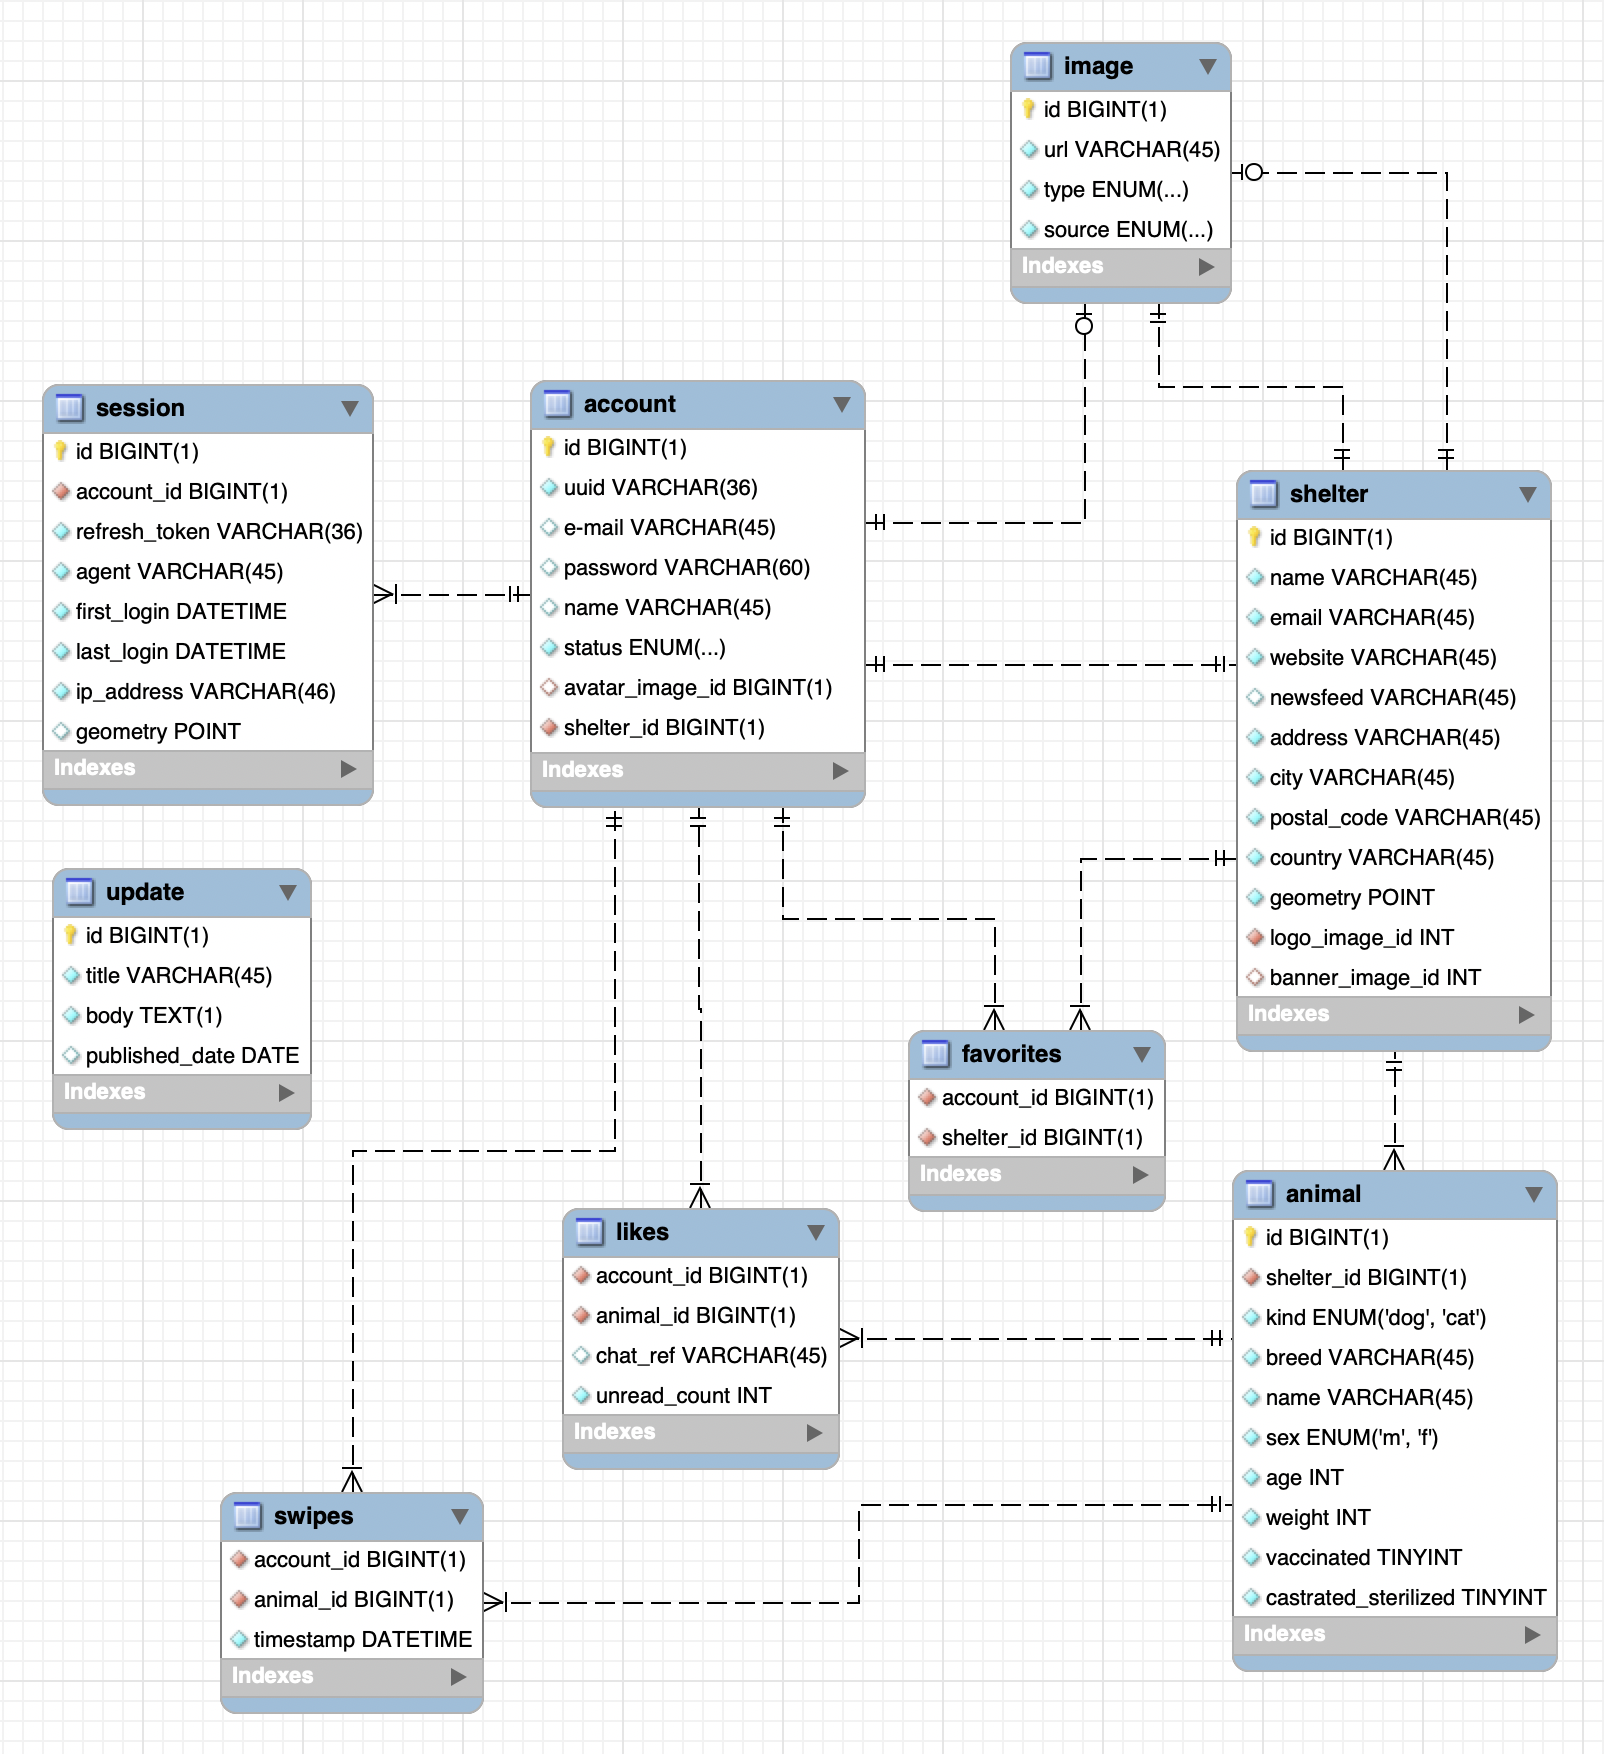 image
id BIGINT(1)
url VARCHAR(45)
type ENUM(...)
source ENUM(...)
Indexes
session
id BIGINT(1)
account_id BIGINT(1)
refresh_token VARCHAR(36)
agent VARCHAR(45)
first_login DATETIME
last_login DATETIME
ip_address VARCHAR(46)
geometry POINT
Indexes
account
id BIGINT(1)
uuid VARCHAR(36)
e-mail VARCHAR(45)
password VARCHAR(60)
name VARCHAR(45)
status ENUM(...)
avatar_image_id BIGINT(1)
shelter_id BIGINT(1)
Indexes
shelter
id BIGINT(1)
name VARCHAR(45)
email VARCHAR(45)
website VARCHAR(45)
newsfeed VARCHAR(45)
address VARCHAR(45)
city VARCHAR(45)
postal_code VARCHAR(45)
country VARCHAR(45)
geometry POINT
logo_image_id INT
banner_image_id INT
Indexes
update
id BIGINT(1)
title VARCHAR(45)
body TEXT(1)
published_date DATE
Indexes
favorites
account_id BIGINT(1)
shelter_id BIGINT(1)
Indexes
likes
account_id BIGINT(1)
animal_id BIGINT(1)
chat_ref VARCHAR(45)
unread_count INT
Indexes
animal
id BIGINT(1)
shelter_id BIGINT(1)
kind ENUM('dog', 'cat')
breed VARCHAR(45)
name VARCHAR(45)
sex ENUM('m', 'f')
age INT
weight INT
vaccinated TINYINT
castrated_sterilized TINYINT
Indexes
swipes
account_id BIGINT(1)
animal_id BIGINT(1)
timestamp DATETIME
Indexes